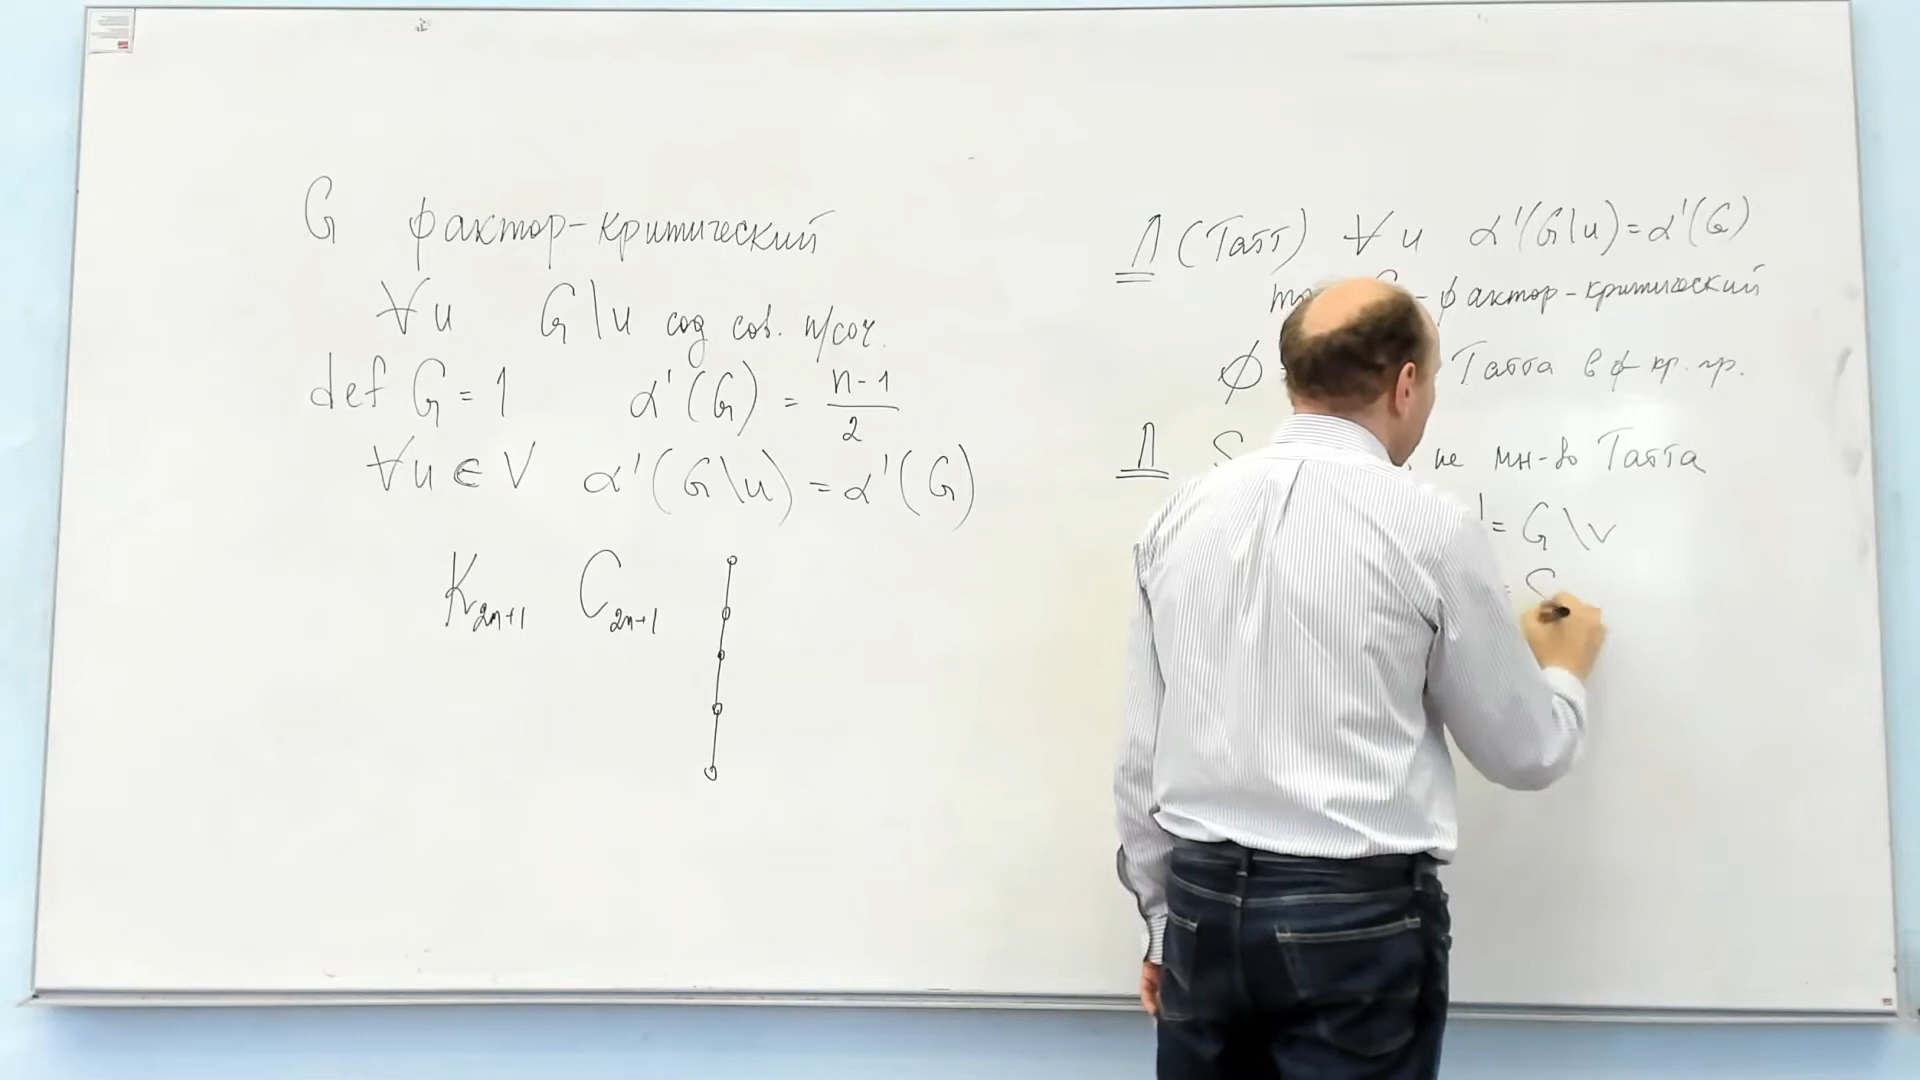 G фактор-критический
∀u G\u сод сов. п/соч.
def G = 1 α'(G) = (n-1)/2
∀u ∈ V α'(G\u) = α'(G)
K₂ₙ₊₁ C₂ₙ₊₁
Л (Татт) ∀ u α'(G\u) = α'(G)
фактор-критический
∅ Татта в ф кр. гр.
Л S не мн-во Татта
' = G\v
= S